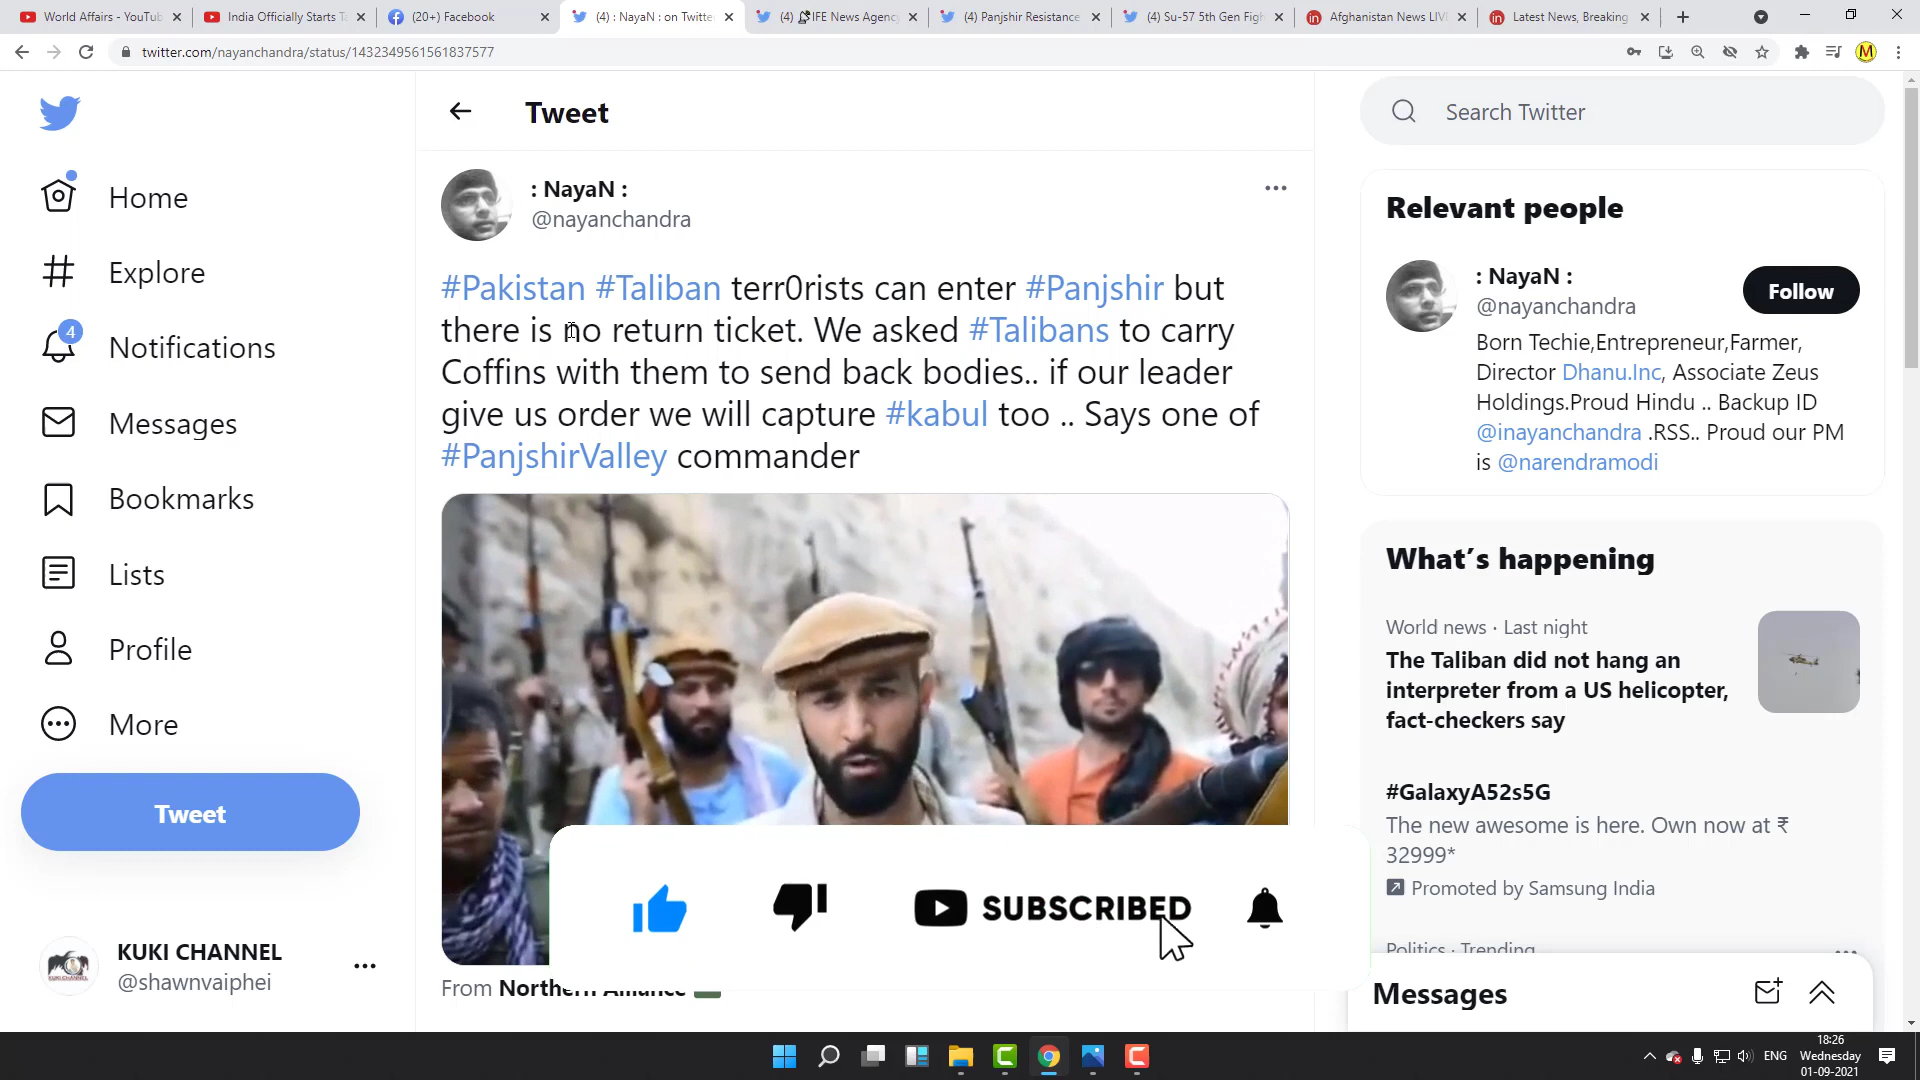 World Affairs - YouTub
India Officially Starts T
(20+) Facebook
(4) : NayaN : on Twitte
(4) IFE News Agency
(4) Panjshir Resistance
(4) Su-57 5th Gen Figh
Afghanistan News LIV
Latest News, Breaking
twitter.com/nayanchandra/status/1432349561561837577
M
Home
Explore
4
Notifications
Messages
Bookmarks
Lists
Profile
More
Tweet
KUKI CHANNEL
@shawnvaiphei
Tweet
: NayaN :
@nayanchandra
#Pakistan #Taliban terr0rists can enter #Panjshir but
there is no return ticket. We asked #Talibans to carry
Coffins with them to send back bodies.. if our leader
give us order we will capture #kabul too .. Says one of
#PanjshirValley commander
SUBSCRIBED
From Northern Alliance
Search Twitter
Relevant people
: NayaN :
@nayanchandra
Follow
Born Techie,Entrepreneur,Farmer,
Director Dhanu.Inc, Associate Zeus
Holdings.Proud Hindu .. Backup ID
@inayanchandra .RSS.. Proud our PM
is @narendramodi
What's happening
World news · Last night
The Taliban did not hang an
interpreter from a US helicopter,
fact-checkers say
#GalaxyA52s5G
The new awesome is here. Own now at ₹
32999*
Promoted by Samsung India
Politics · Trending
Messages
ENG
18:26
Wednesday
01-09-2021